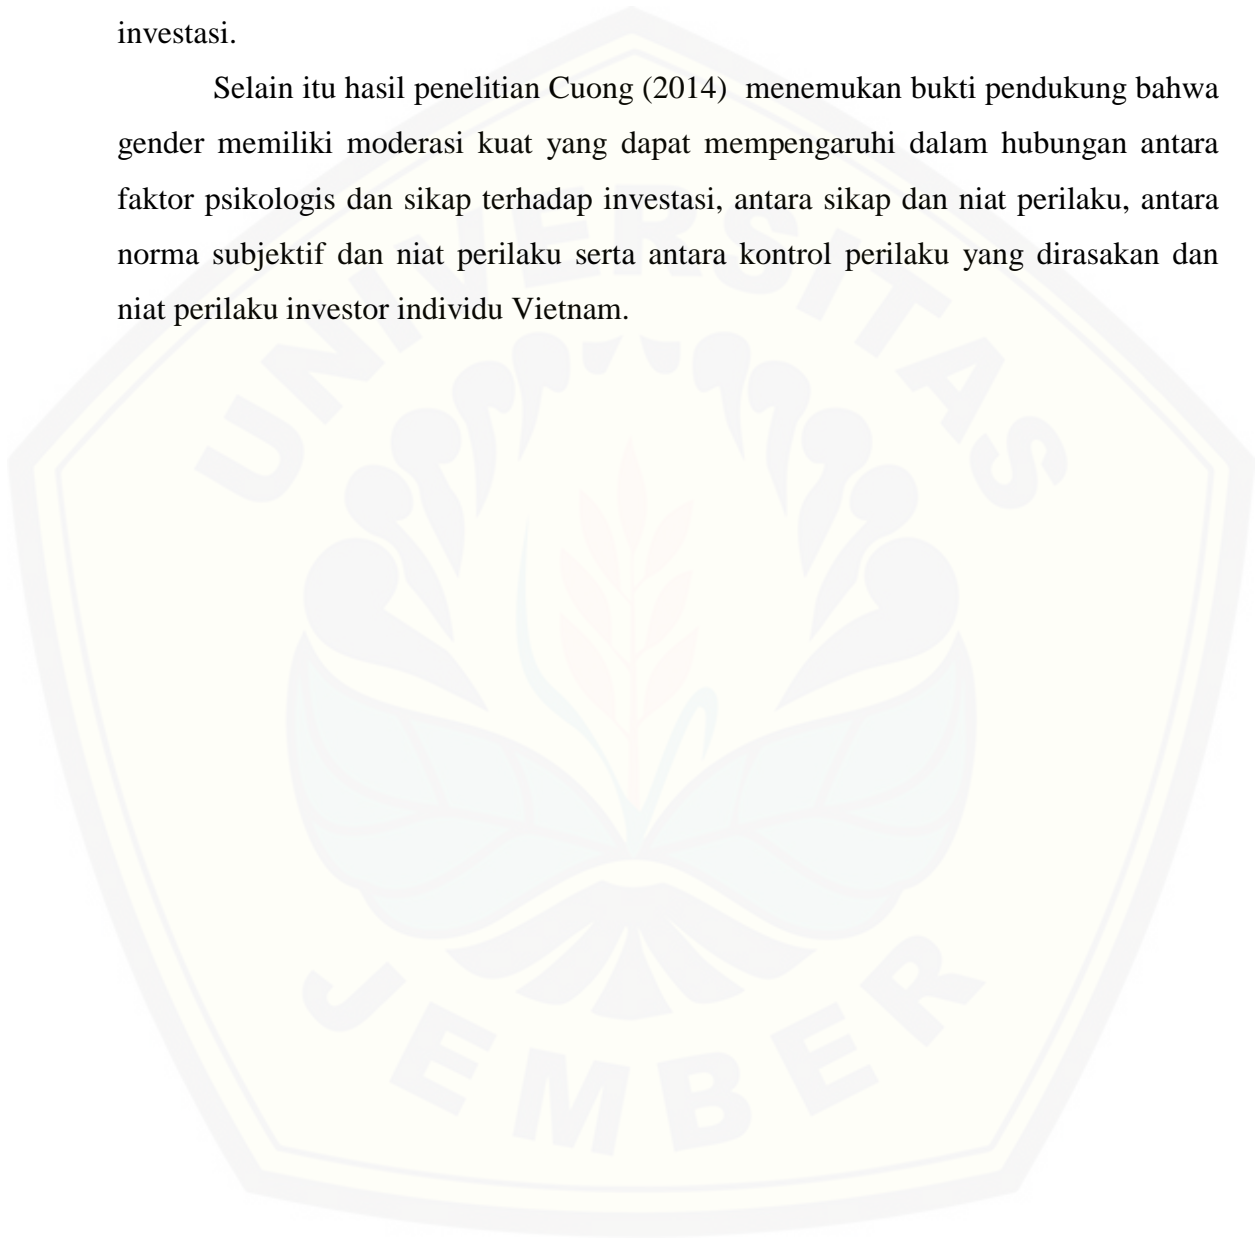 investasi.
Selain itu hasil penelitian Cuong (2014) menemukan bukti pendukung bahwa
gender memiliki moderasi kuat yang dapat mempengaruhi dalam hubungan antara
faktor psikologis dan sikap terhadap investasi, antara sikap dan niat perilaku, antara
norma subjektif dan niat perilaku serta antara kontrol perilaku yang dirasakan dan
niat perilaku investor individu Vietnam.
UNIVERSITAS
JEMBER